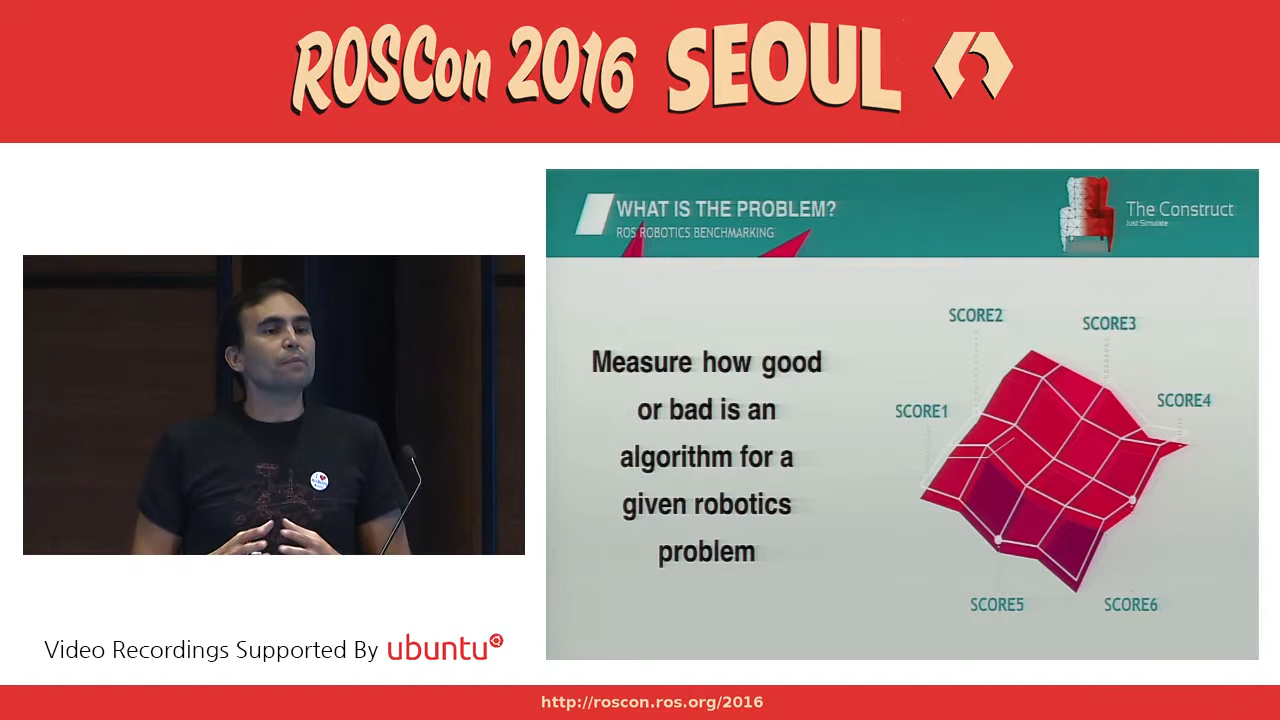 ROSCon 2016 SEOUL
WHAT IS THE PROBLEM?
ROS ROBOTICS BENCHMARKING
The Construct
Just Simulate
Measure how good
or bad is an
algorithm for a
given robotics
problem
SCORE2
SCORE3
SCORE1
SCORE4
SCORE5
SCORE6
Video Recordings Supported By ubuntu
http://roscon.ros.org/2016